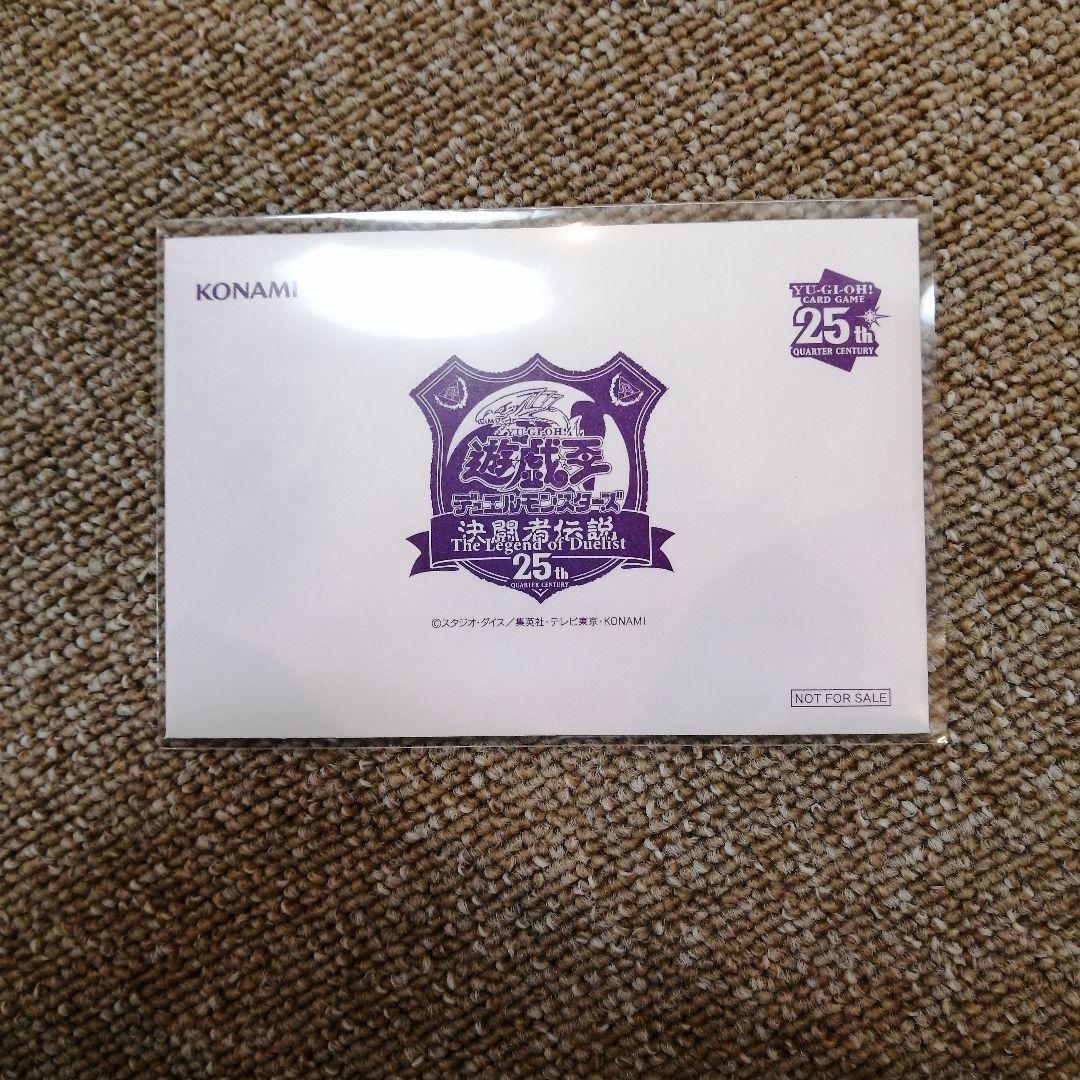 KONAMI
YU-GI-OH!
CARD GAME
25th
QUARTER CENTURY
YU-GI-OH!
遊戯王
デュエルモンスターズ
決闘者伝説
The Legend of Duelist
25th
QUARTER CENTURY
©スタジオ・ダイス／集英社・テレビ東京・KONAMI
NOT FOR SALE